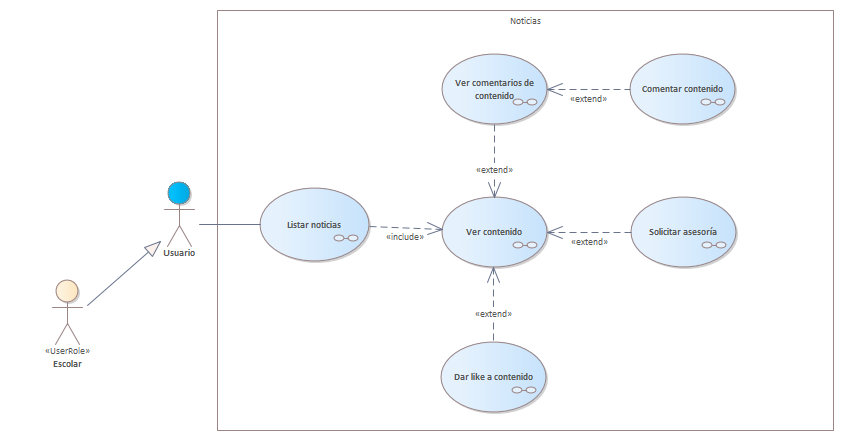 Noticias
Ver comentarios de
contenido
«extend»
Comentar contenido
«extend»
Usuario
Listar noticias
«include»
Ver contenido
«extend»
Solicitar asesoría
«extend»
«UserRole»
Escolar
Dar like a contenido